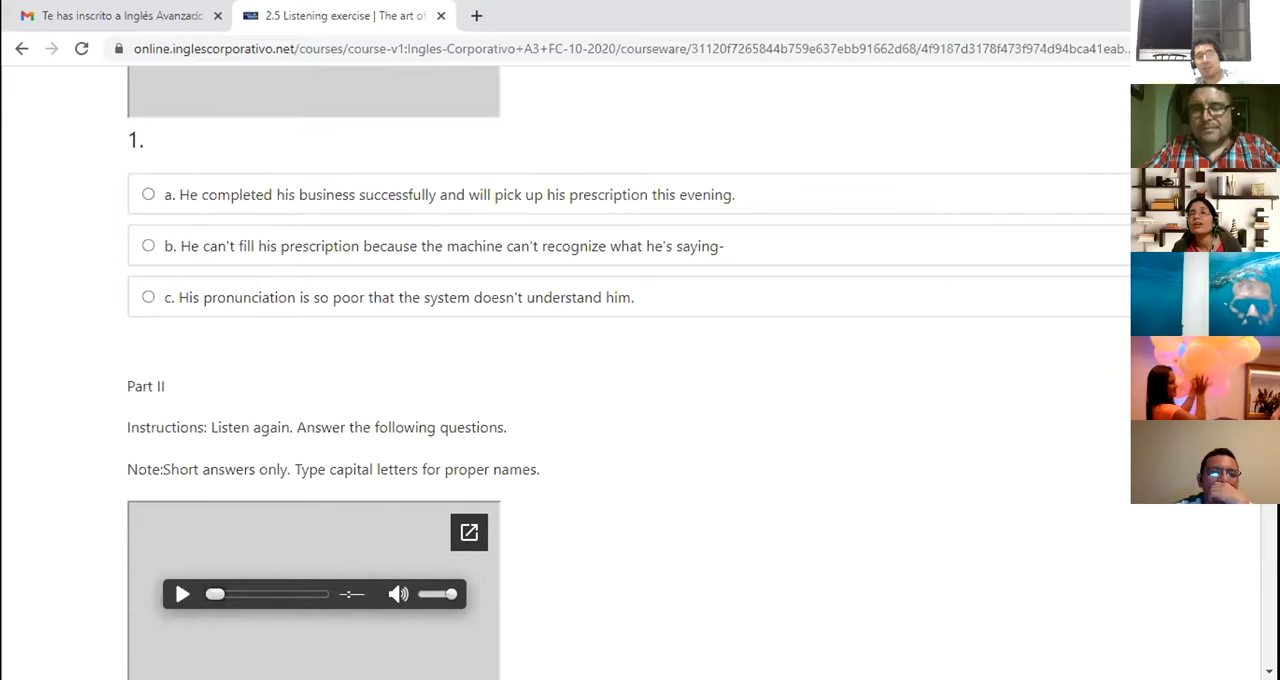 Te has inscrito a Inglés Avanzado
2.5 Listening exercise | The art of
online.inglescorporativo.net/courses/course-v1:Ingles-Corporativo+A3+FC-10-2020/courseware/31120f7265844b759e637ebb91662d68/4f9187d3178f473f974d94bca41eab...
1.
a. He completed his business successfully and will pick up his prescription this evening.
b. He can't fill his prescription because the machine can't recognize what he's saying-
c. His pronunciation is so poor that the system doesn't understand him.
Part II
Instructions: Listen again. Answer the following questions.
Note:Short answers only. Type capital letters for proper names.